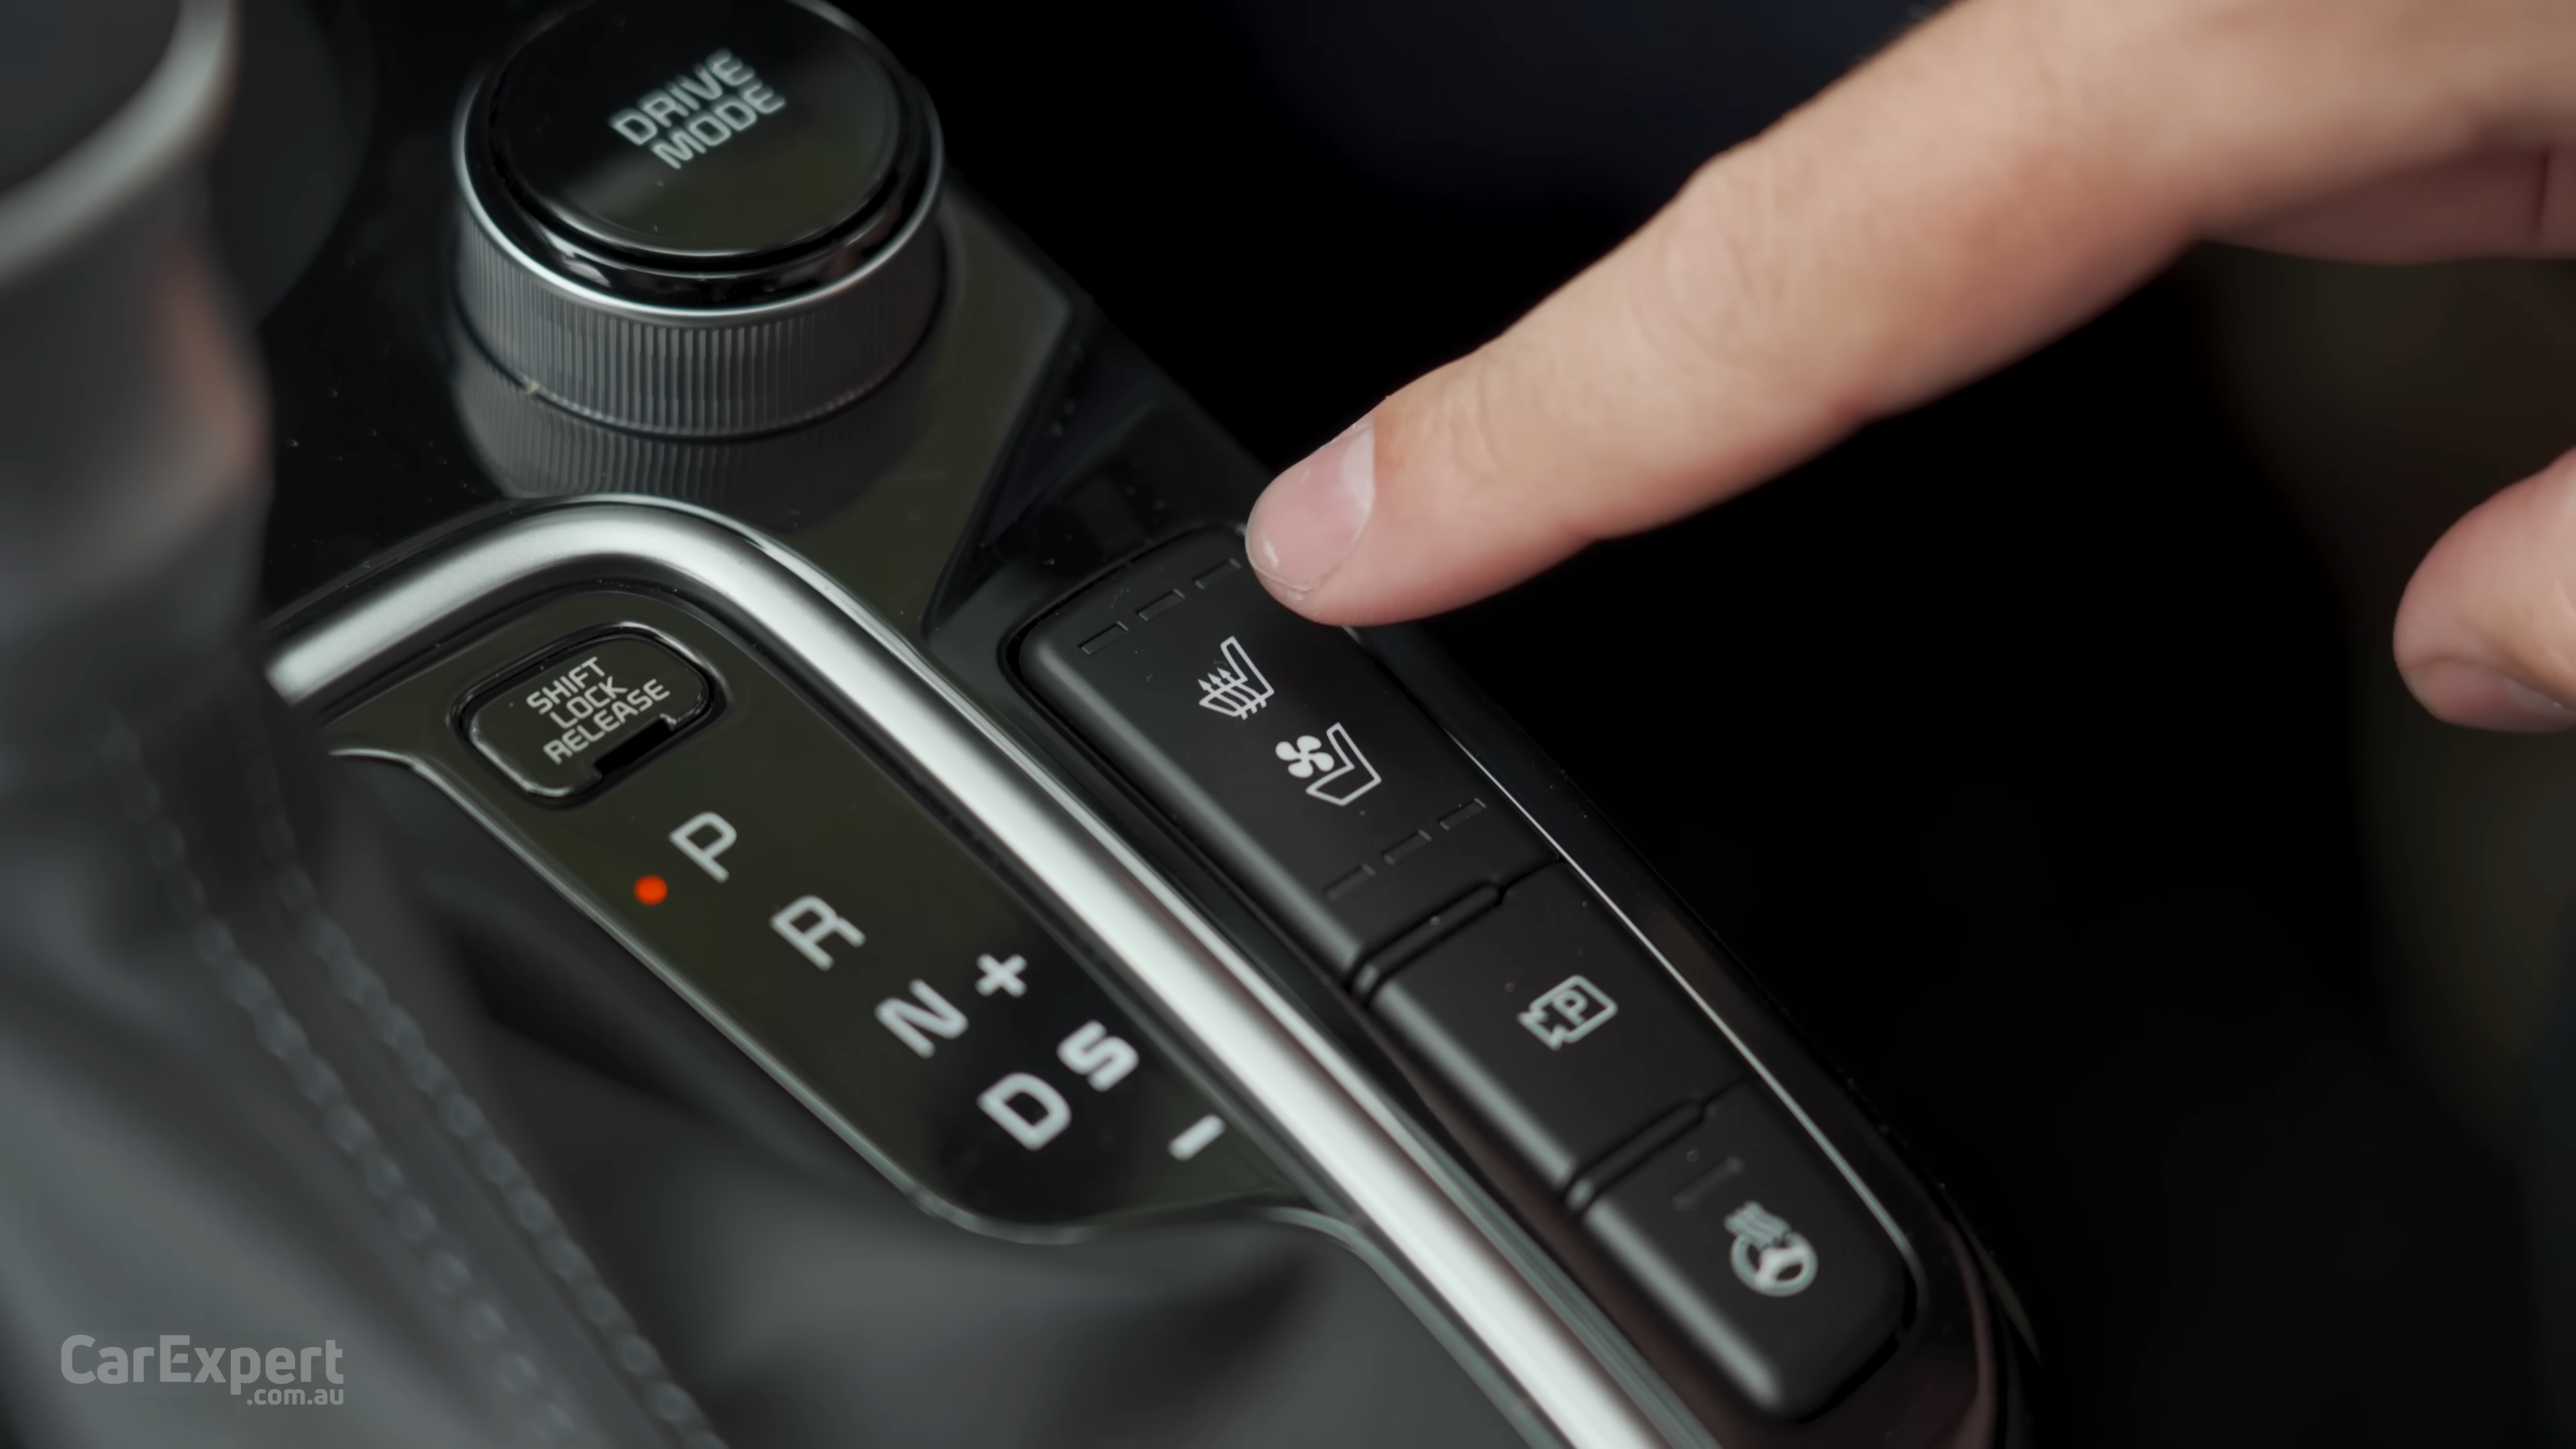 DRIVE
MODE
SHIFT
LOCK
RELEASE
P
R
N +
D S
-
P
CarExpert
.com.au